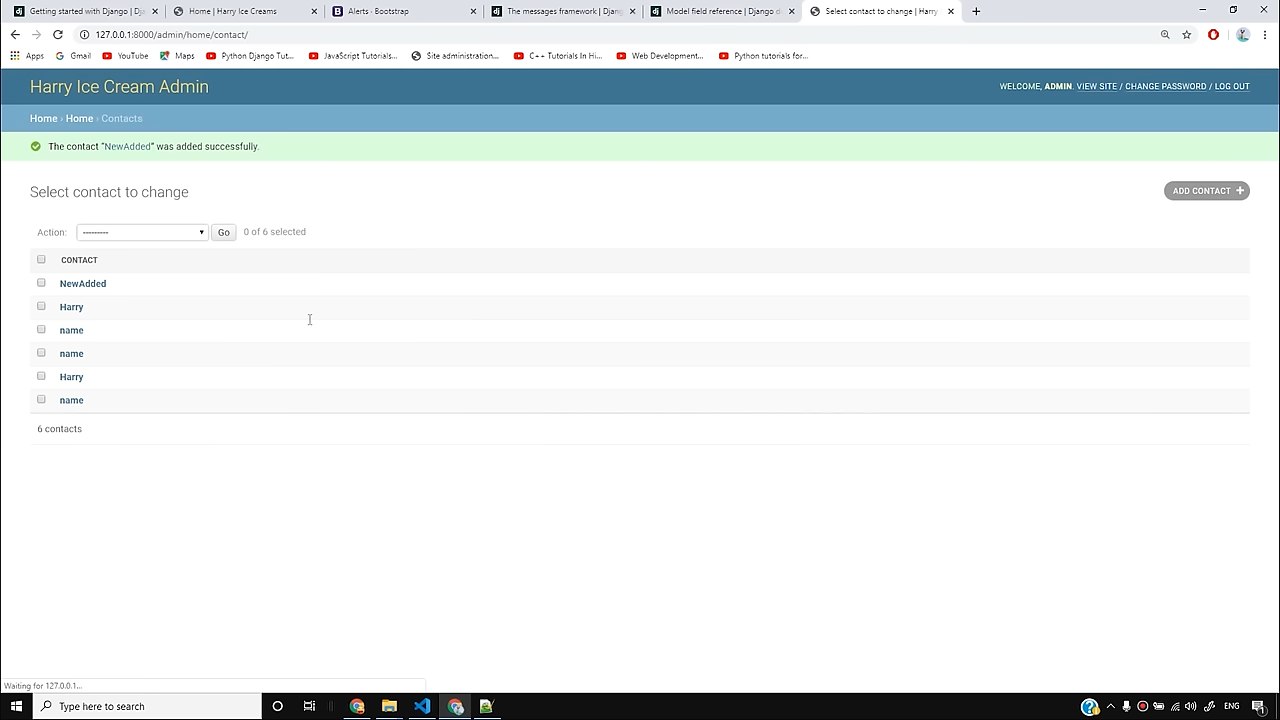 Getting started with Django | Dj
Home | Harry Ice Creams
Alerts · Bootstrap
The messages framework | Djang
Model field reference | Django d
Select contact to change | Harry
127.0.0.1:8000/admin/home/contact/
Apps
Gmail
YouTube
Maps
Python Django Tut...
JavaScript Tutorials...
Site administration...
C++ Tutorials In Hi...
Web Development...
Python tutorials for...
Harry Ice Cream Admin
WELCOME, ADMIN. VIEW SITE / CHANGE PASSWORD / LOG OUT
Home › Home › Contacts
The contact "NewAdded" was added successfully.
Select contact to change
ADD CONTACT +
Action: --------- Go 0 of 6 selected
CONTACT
NewAdded
Harry
name
name
Harry
name
6 contacts
Waiting for 127.0.0.1...
Type here to search
ENG